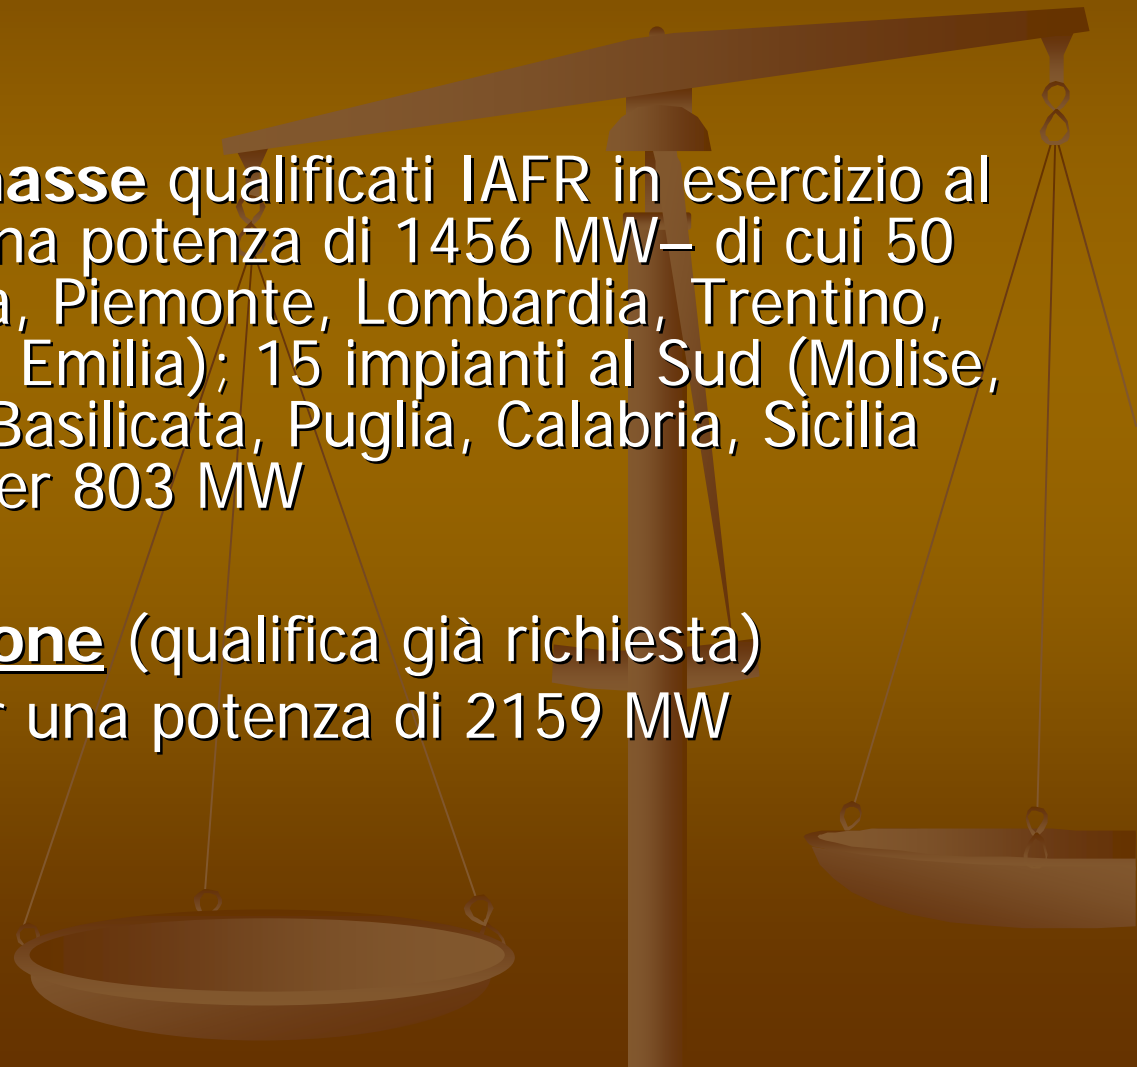 asse qualificati IAFR in esercizio al
na potenza di 1456 MW– di cui 50
a, Piemonte, Lombardia, Trentino,
Emilia); 15 impianti al Sud (Molise,
Basilicata, Puglia, Calabria, Sicilia
er 803 MW
one (qualifica già richiesta)
r una potenza di 2159 MW